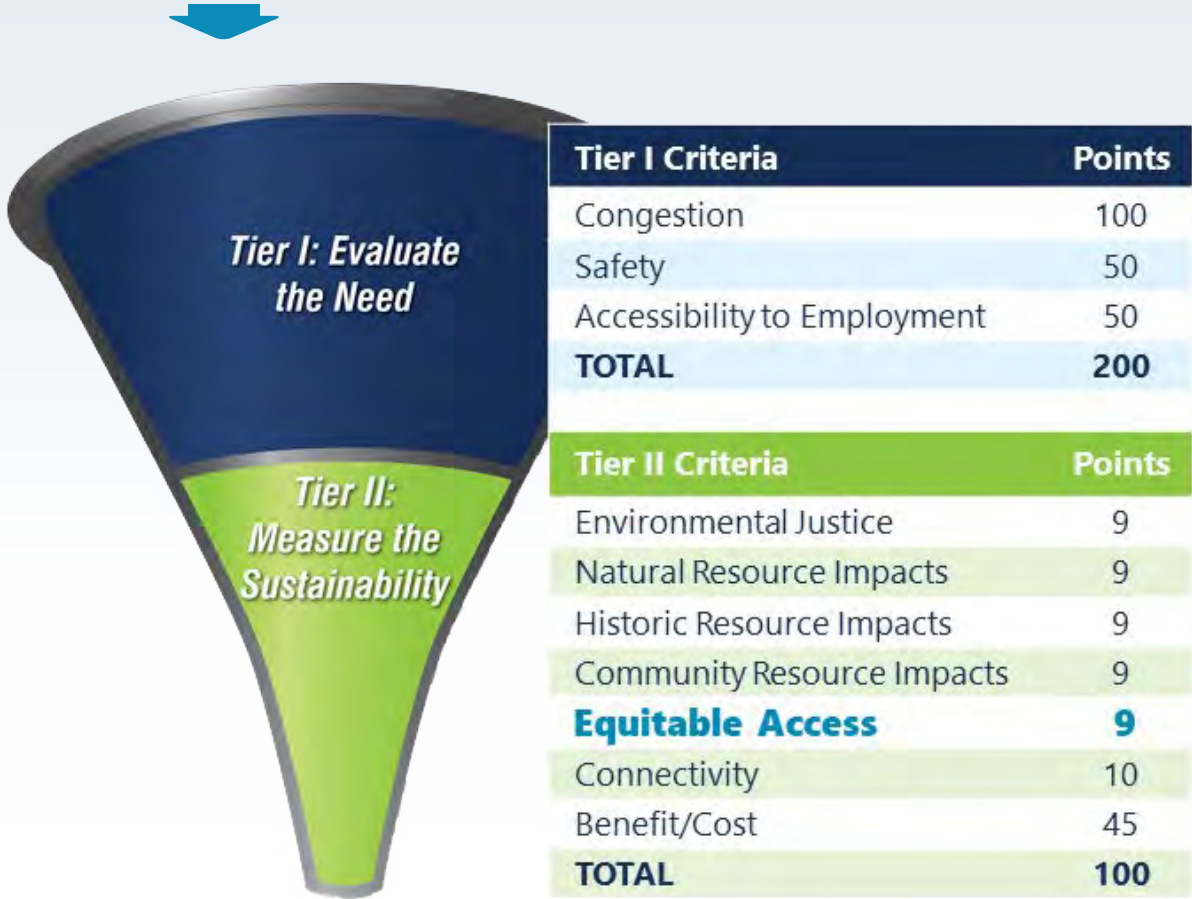 Tier I: Evaluate
the Need
Tier II:
Measure the
Sustainability
Tier I Criteria Points
Congestion 100
Safety 50
Accessibility to Employment 50
TOTAL 200
Tier II Criteria Points
Environmental Justice 9
Natural Resource Impacts 9
Historic Resource Impacts 9
Community Resource Impacts 9
Equitable Access 9
Connectivity 10
Benefit/Cost 45
TOTAL 100